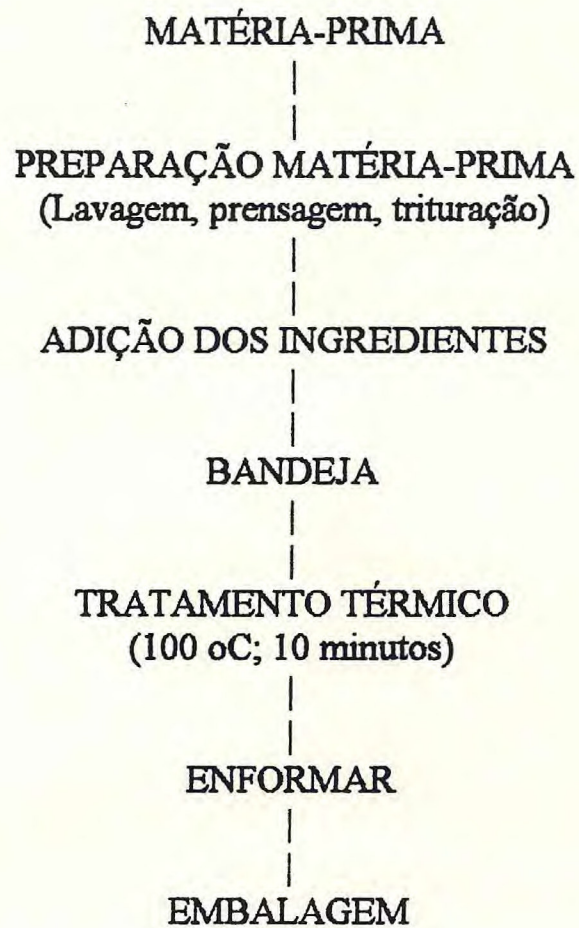 MATÉRIA-PRIMA
PREPARAÇÃO MATÉRIA-PRIMA
(Lavagem, prensagem, trituração)
ADIÇÃO DOS INGREDIENTES
BANDEJA
TRATAMENTO TÉRMICO
(100 oC; 10 minutos)
ENFORMAR
EMBALAGEM